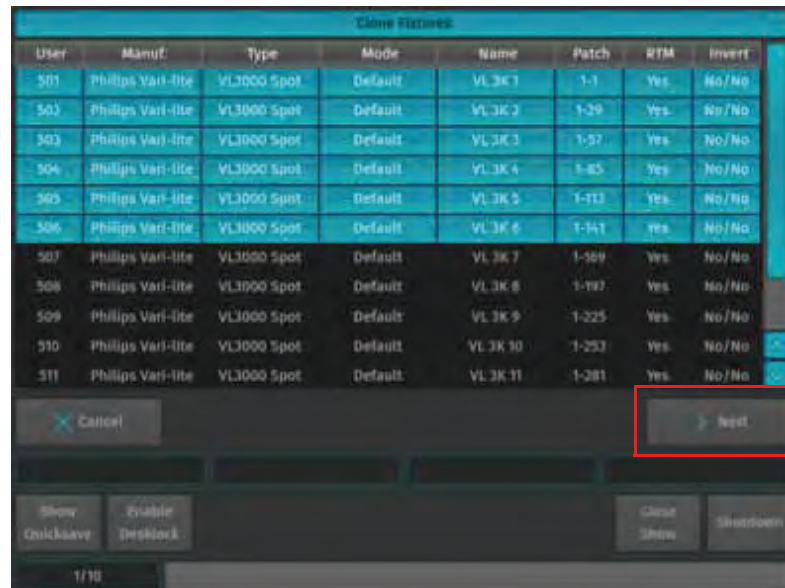 Clone Fixtures
User Manuf. Type Mode Name Patch RTM Invert
501 Philips Vari-lite VL3000 Spot Default VL 3K 1 1-1 Yes No/No
502 Philips Vari-lite VL3000 Spot Default VL 3K 2 1-29 Yes No/No
503 Philips Vari-lite VL3000 Spot Default VL 3K 3 1-57 Yes No/No
504 Philips Vari-lite VL3000 Spot Default VL 3K 4 1-85 Yes No/No
505 Philips Vari-lite VL3000 Spot Default VL 3K 5 1-113 Yes No/No
506 Philips Vari-lite VL3000 Spot Default VL 3K 6 1-141 Yes No/No
507 Philips Vari-lite VL3000 Spot Default VL 3K 7 1-169 Yes No/No
508 Philips Vari-lite VL3000 Spot Default VL 3K 8 1-197 Yes No/No
509 Philips Vari-lite VL3000 Spot Default VL 3K 9 1-225 Yes No/No
510 Philips Vari-lite VL3000 Spot Default VL 3K 10 1-253 Yes No/No
511 Philips Vari-lite VL3000 Spot Default VL 3K 11 1-281 Yes No/No
Cancel Next
Show Enable Close Shutdown
Quicksave Desklock Show
1/10